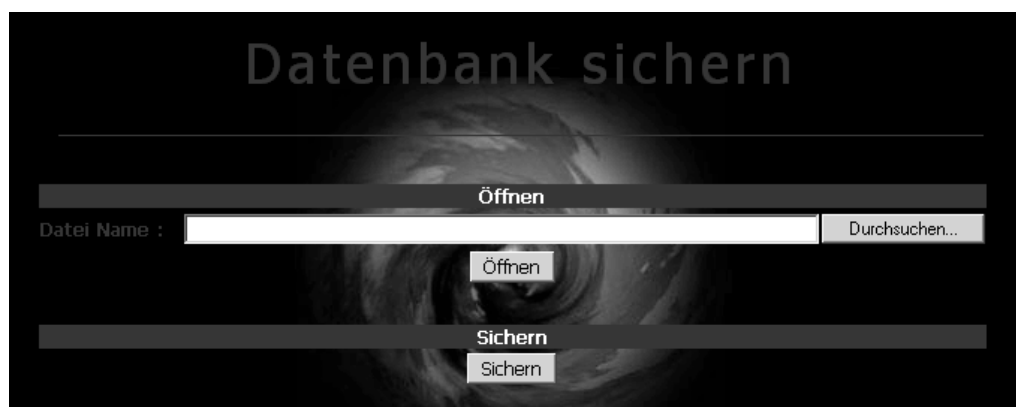 Datenbank sichern
Öffnen
Datei Name : Durchsuchen...
Öffnen
Sichern
Sichern